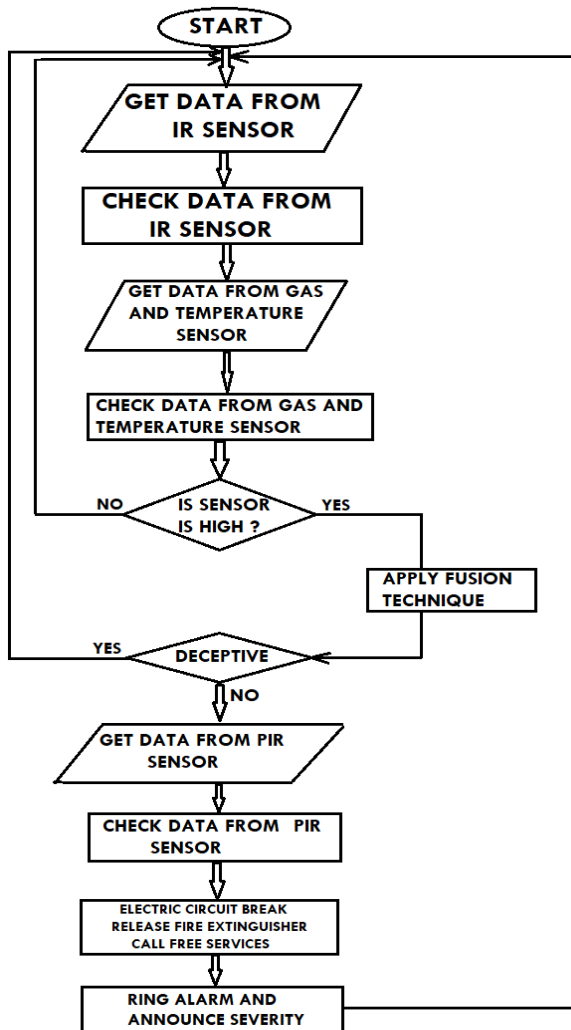 START
GET DATA FROM
IR SENSOR
CHECK DATA FROM
IR SENSOR
GET DATA FROM GAS
AND TEMPERATURE
SENSOR
CHECK DATA FROM GAS AND
TEMPERATURE SENSOR
NO
IS SENSOR
IS HIGH ?
YES
APPLY FUSION
TECHNIQUE
YES
DECEPTIVE
NO
GET DATA FROM PIR
SENSOR
CHECK DATA FROM PIR
SENSOR
ELECTRIC CIRCUIT BREAK
RELEASE FIRE EXTINGUISHER
CALL FREE SERVICES
RING ALARM AND
ANNOUNCE SEVERITY